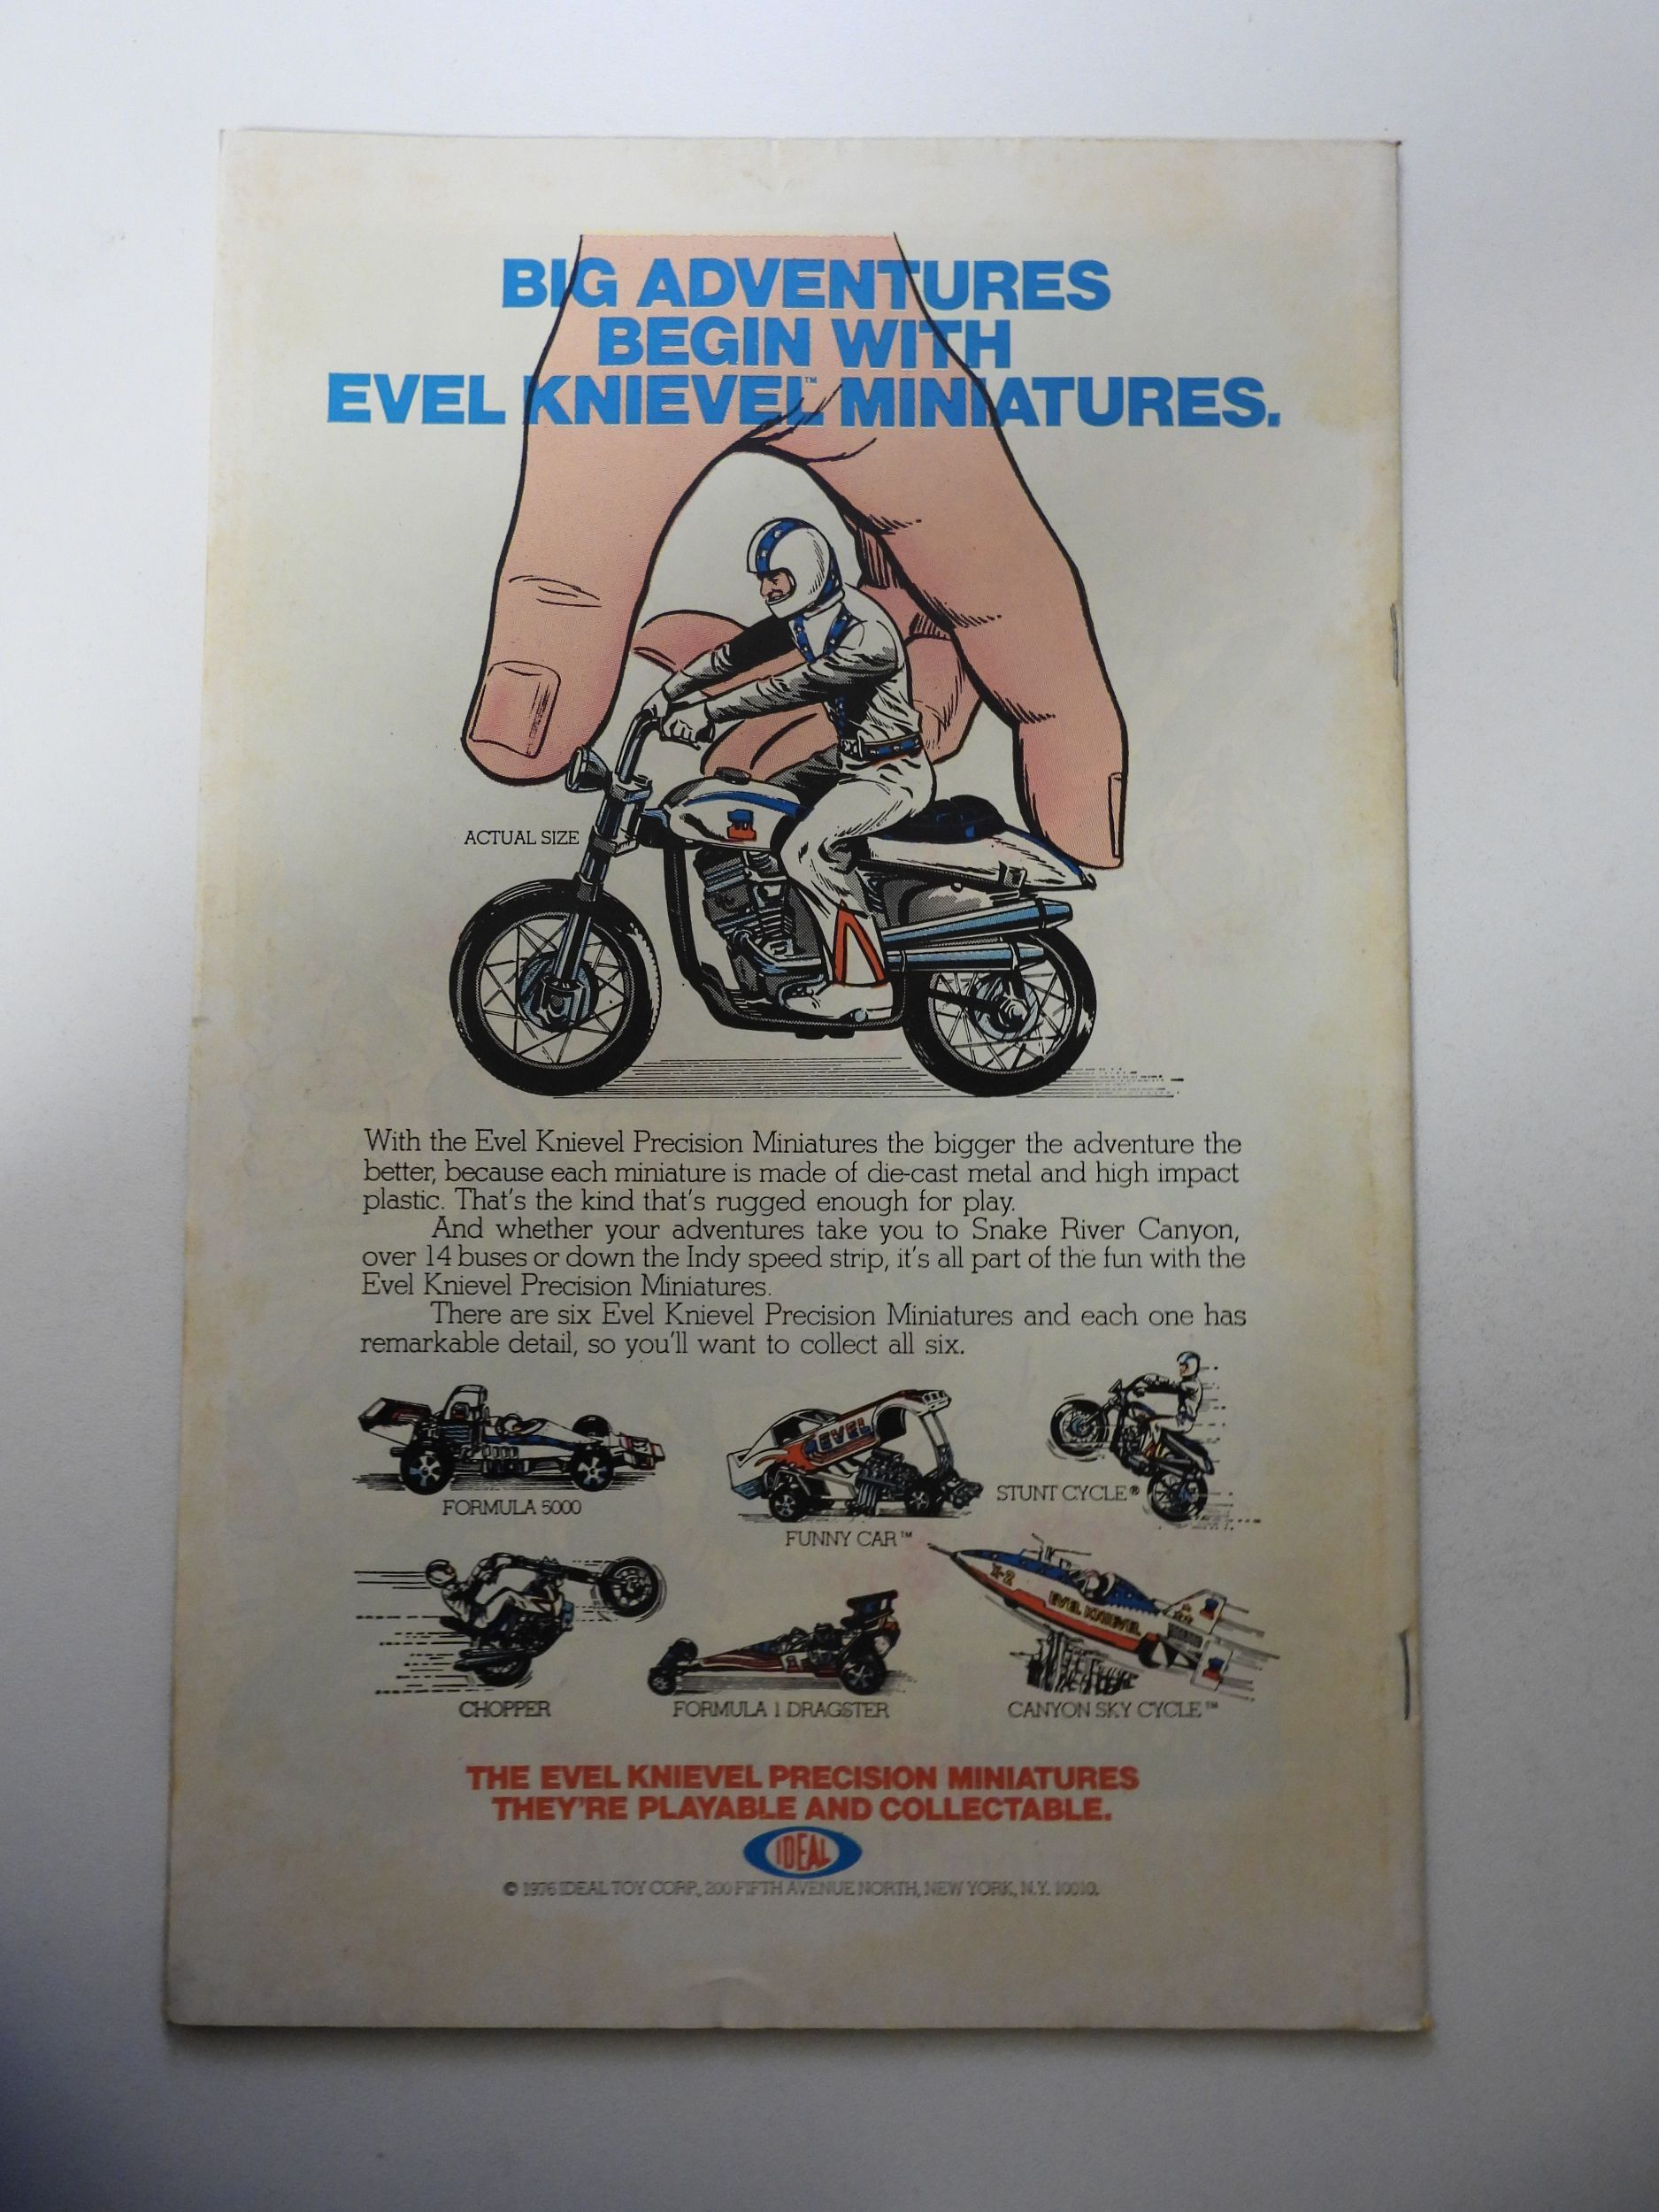 BIG ADVENTURES
BEGIN WITH
EVEL KNIEVEL™ MINIATURES.
ACTUAL SIZE
With the Evel Knievel Precision Miniatures the bigger the adventure the
better, because each miniature is made of die-cast metal and high impact
plastic. That's the kind that's rugged enough for play.
And whether your adventures take you to Snake River Canyon,
over 14 buses or down the Indy speed strip, it's all part of the fun with the
Evel Knievel Precision Miniatures.
There are six Evel Knievel Precision Miniatures and each one has
remarkable detail, so you'll want to collect all six.
EVEL
FORMULA 5000
STUNT CYCLE®
FUNNY CAR™
X-2
EVEL KNIEVEL
CHOPPER
FORMULA 1 DRAGSTER
CANYON SKY CYCLE™
THE EVEL KNIEVEL PRECISION MINIATURES
THEY'RE PLAYABLE AND COLLECTABLE.
IDEAL
© 1976 IDEAL TOY CORP., 200 FIFTH AVENUE NORTH, NEW YORK, N.Y. 10010.